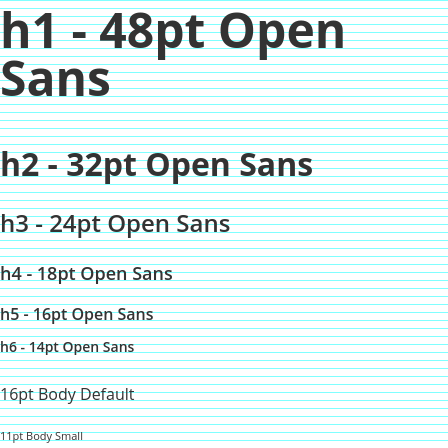 h1 - 48pt Open
Sans
h2 - 32pt Open Sans
h3 - 24pt Open Sans
h4 - 18pt Open Sans
h5 - 16pt Open Sans
h6 - 14pt Open Sans
16pt Body Default
11pt Body Small